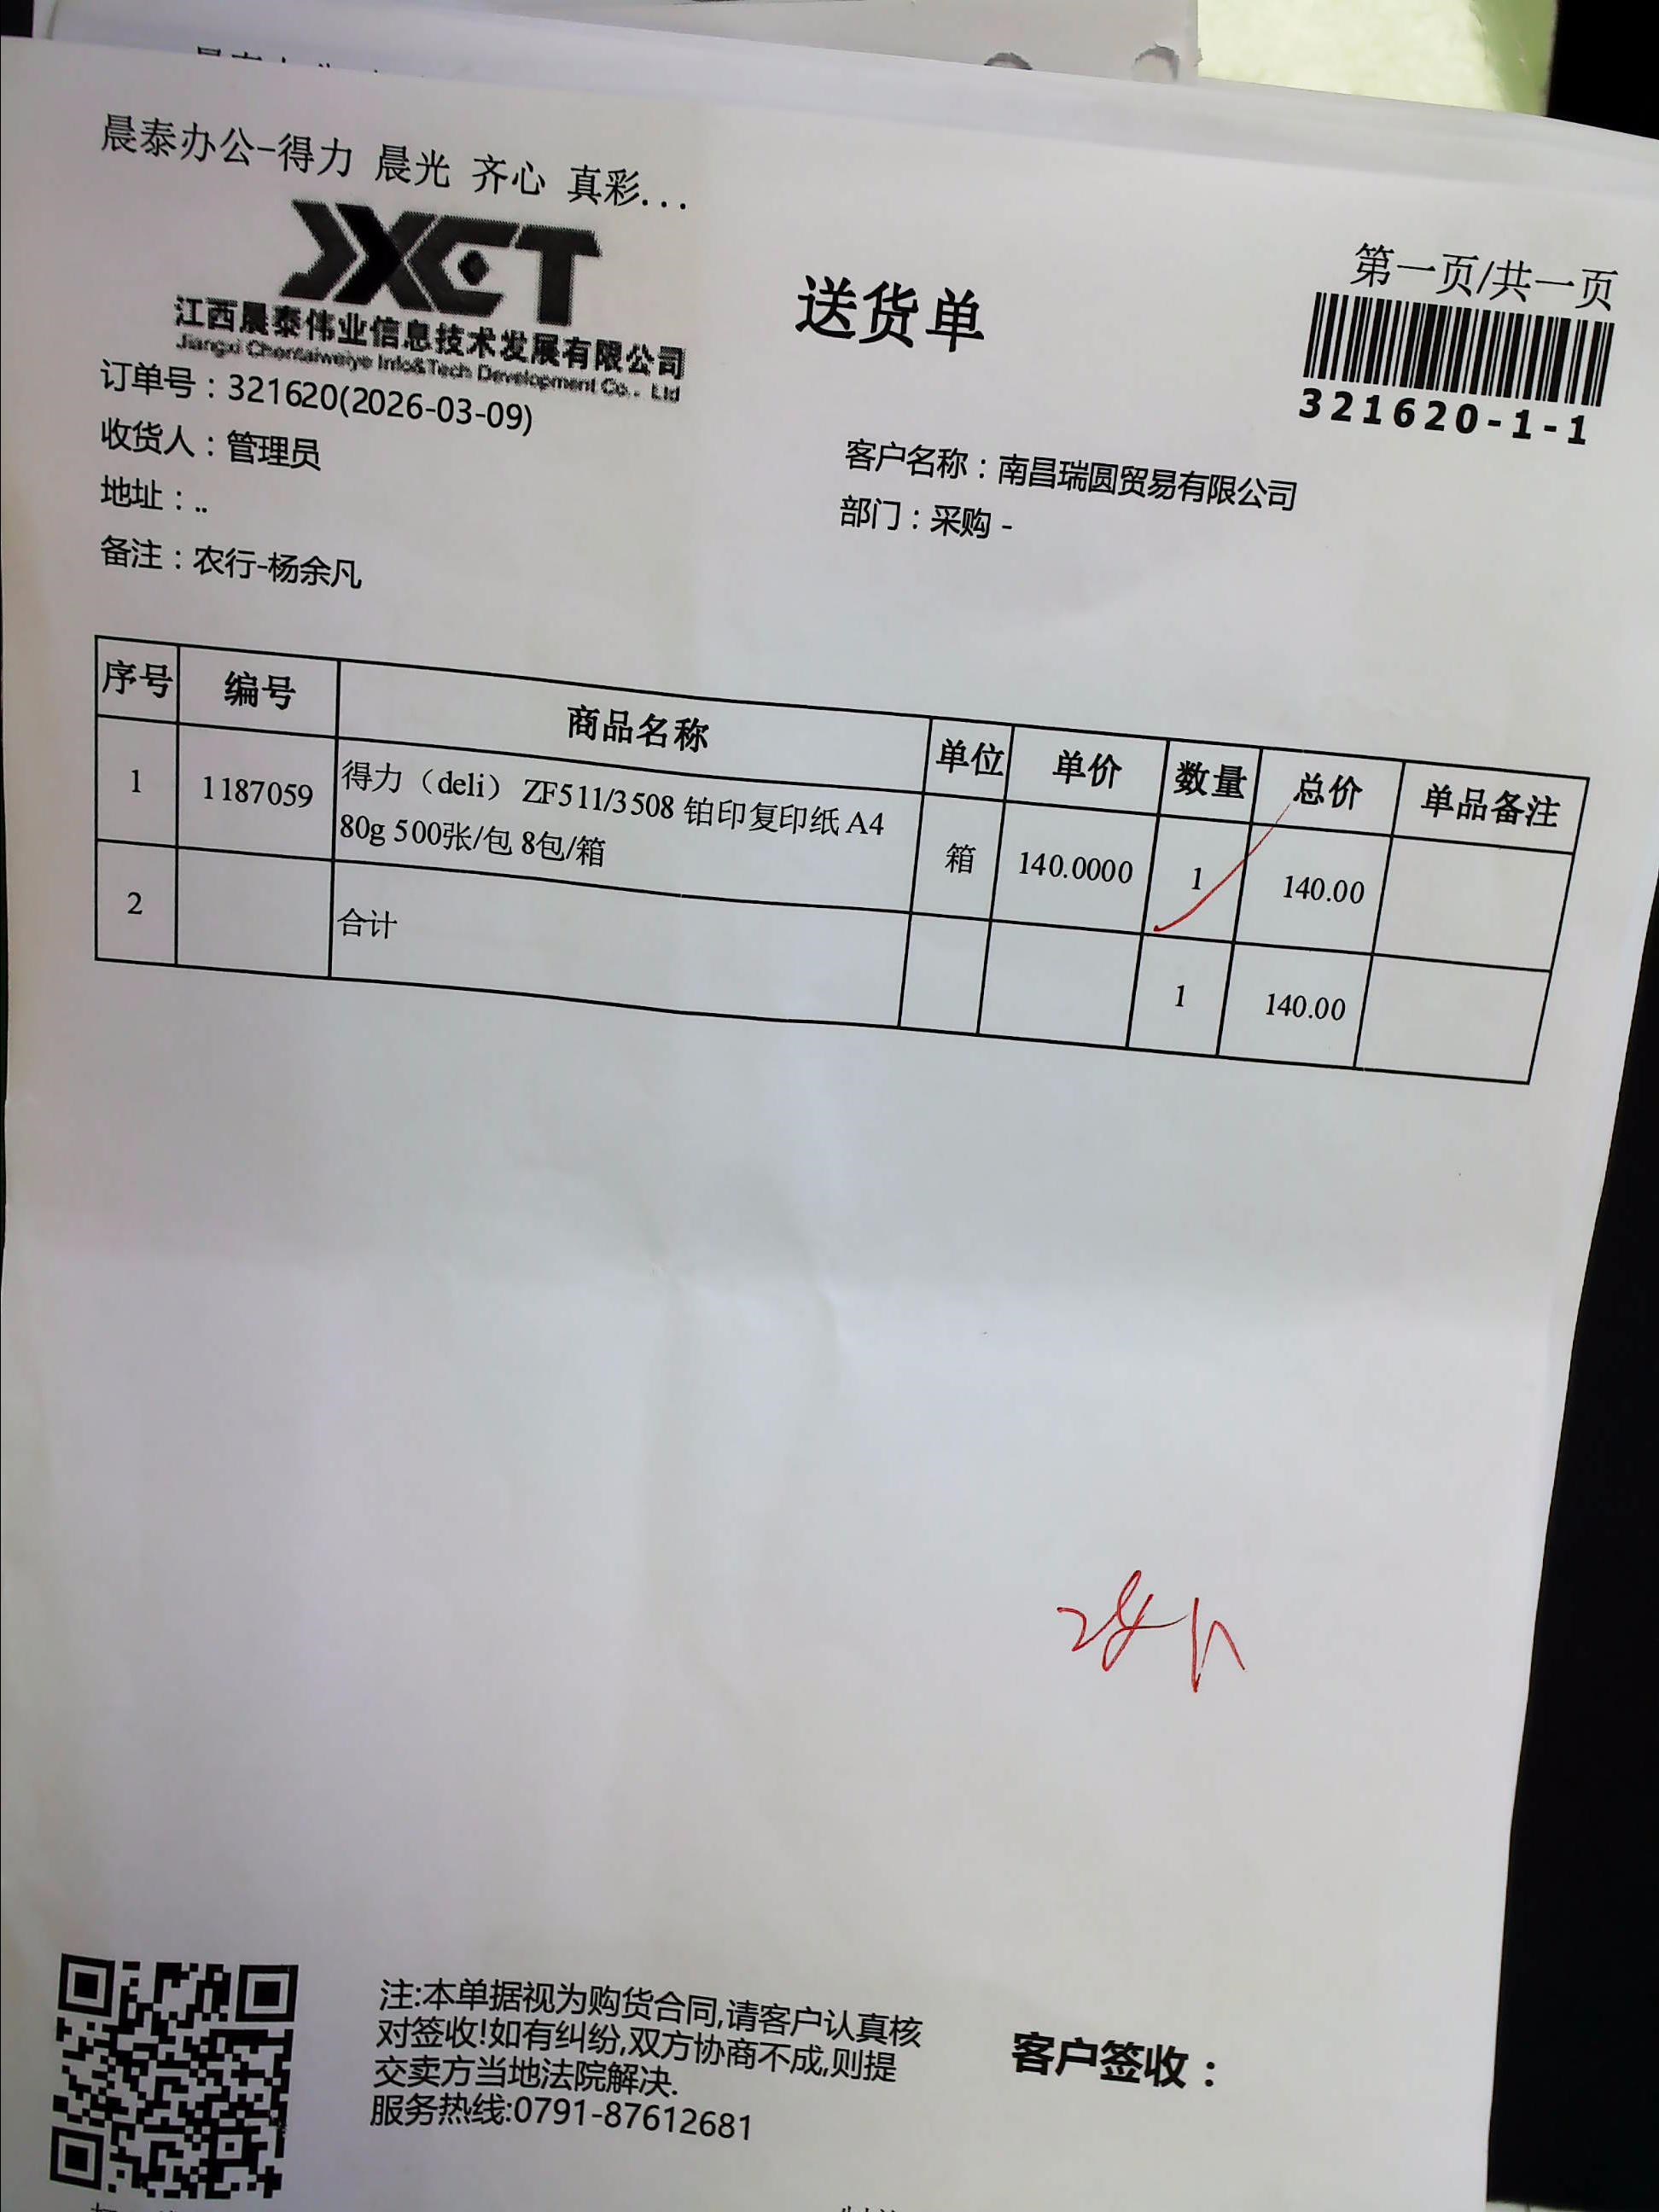 晨泰办公-得力 晨光 齐心 真彩...
JXCT
江西晨泰伟业信息技术发展有限公司
Jiangxi Chentaiweiye Info&Tech Development Co., Ltd
送货单
第一页/共一页
321620-1-1
订单号：321620(2026-03-09)
收货人：管理员
客户名称：南昌瑞圆贸易有限公司
地址：..
部门：采购 -
备注：农行-杨余凡
序号 编号 商品名称 单位 单价 数量 总价 单品备注
1 1187059 得力（deli） ZF511/3508 铂印复印纸 A4 箱 140.0000 1 140.00
80g 500张/包 8包/箱
2 合计 1 140.00
注:本单据视为购货合同,请客户认真核
对签收!如有纠纷,双方协商不成,则提
交卖方当地法院解决.
服务热线:0791-87612681
客户签收：